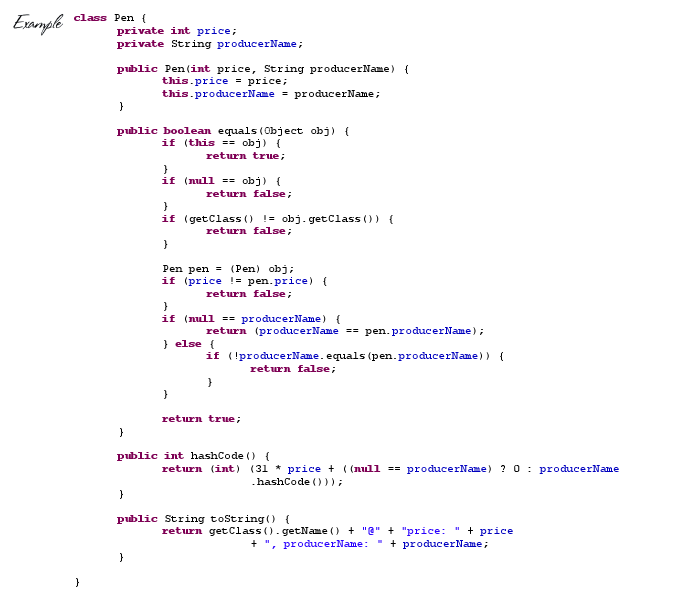 Example
class Pen {
private int price;
private String producerName;
public Pen(int price, String producerName) {
this.price = price;
this.producerName = producerName;
}
public boolean equals(Object obj) {
if (this == obj) {
return true;
}
if (null == obj) {
return false;
}
if (getClass() != obj.getClass()) {
return false;
}
Pen pen = (Pen) obj;
if (price != pen.price) {
return false;
}
if (null == producerName) {
return (producerName == pen.producerName);
} else {
if (!producerName.equals(pen.producerName)) {
return false;
}
}
return true;
}
public int hashCode() {
return (int) (31 * price + ((null == producerName) ? 0 : producerName
.hashCode()));
}
public String toString() {
return getClass().getName() + "@" + "price: " + price
+ ", producerName: " + producerName;
}
}